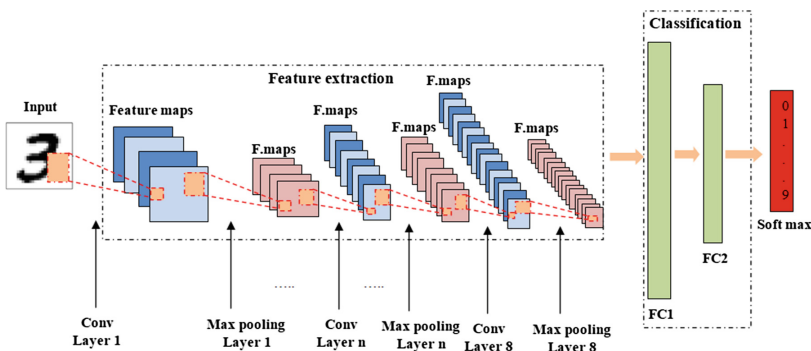 Classification
Feature extraction
Input
Feature maps
F.maps
F.maps
F.maps
F.maps
F.maps
3
0
1
.
.
9
Soft max
FC1
FC2
.....
.....
Conv
Layer 1
Max pooling
Layer 1
Conv
Layer n
Max pooling
Layer n
Conv
Layer 8
Max pooling
Layer 8